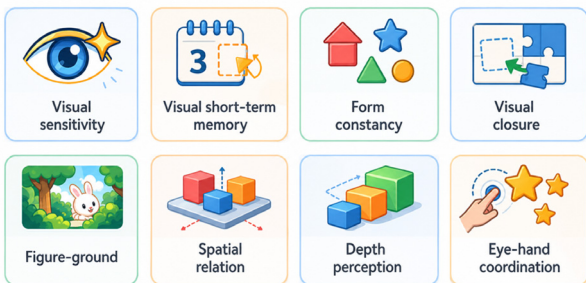 Visual
sensitivity
3
Visual short-term
memory
Form
constancy
Visual
closure
Figure-ground
Spatial
relation
Depth
perception
Eye-hand
coordination